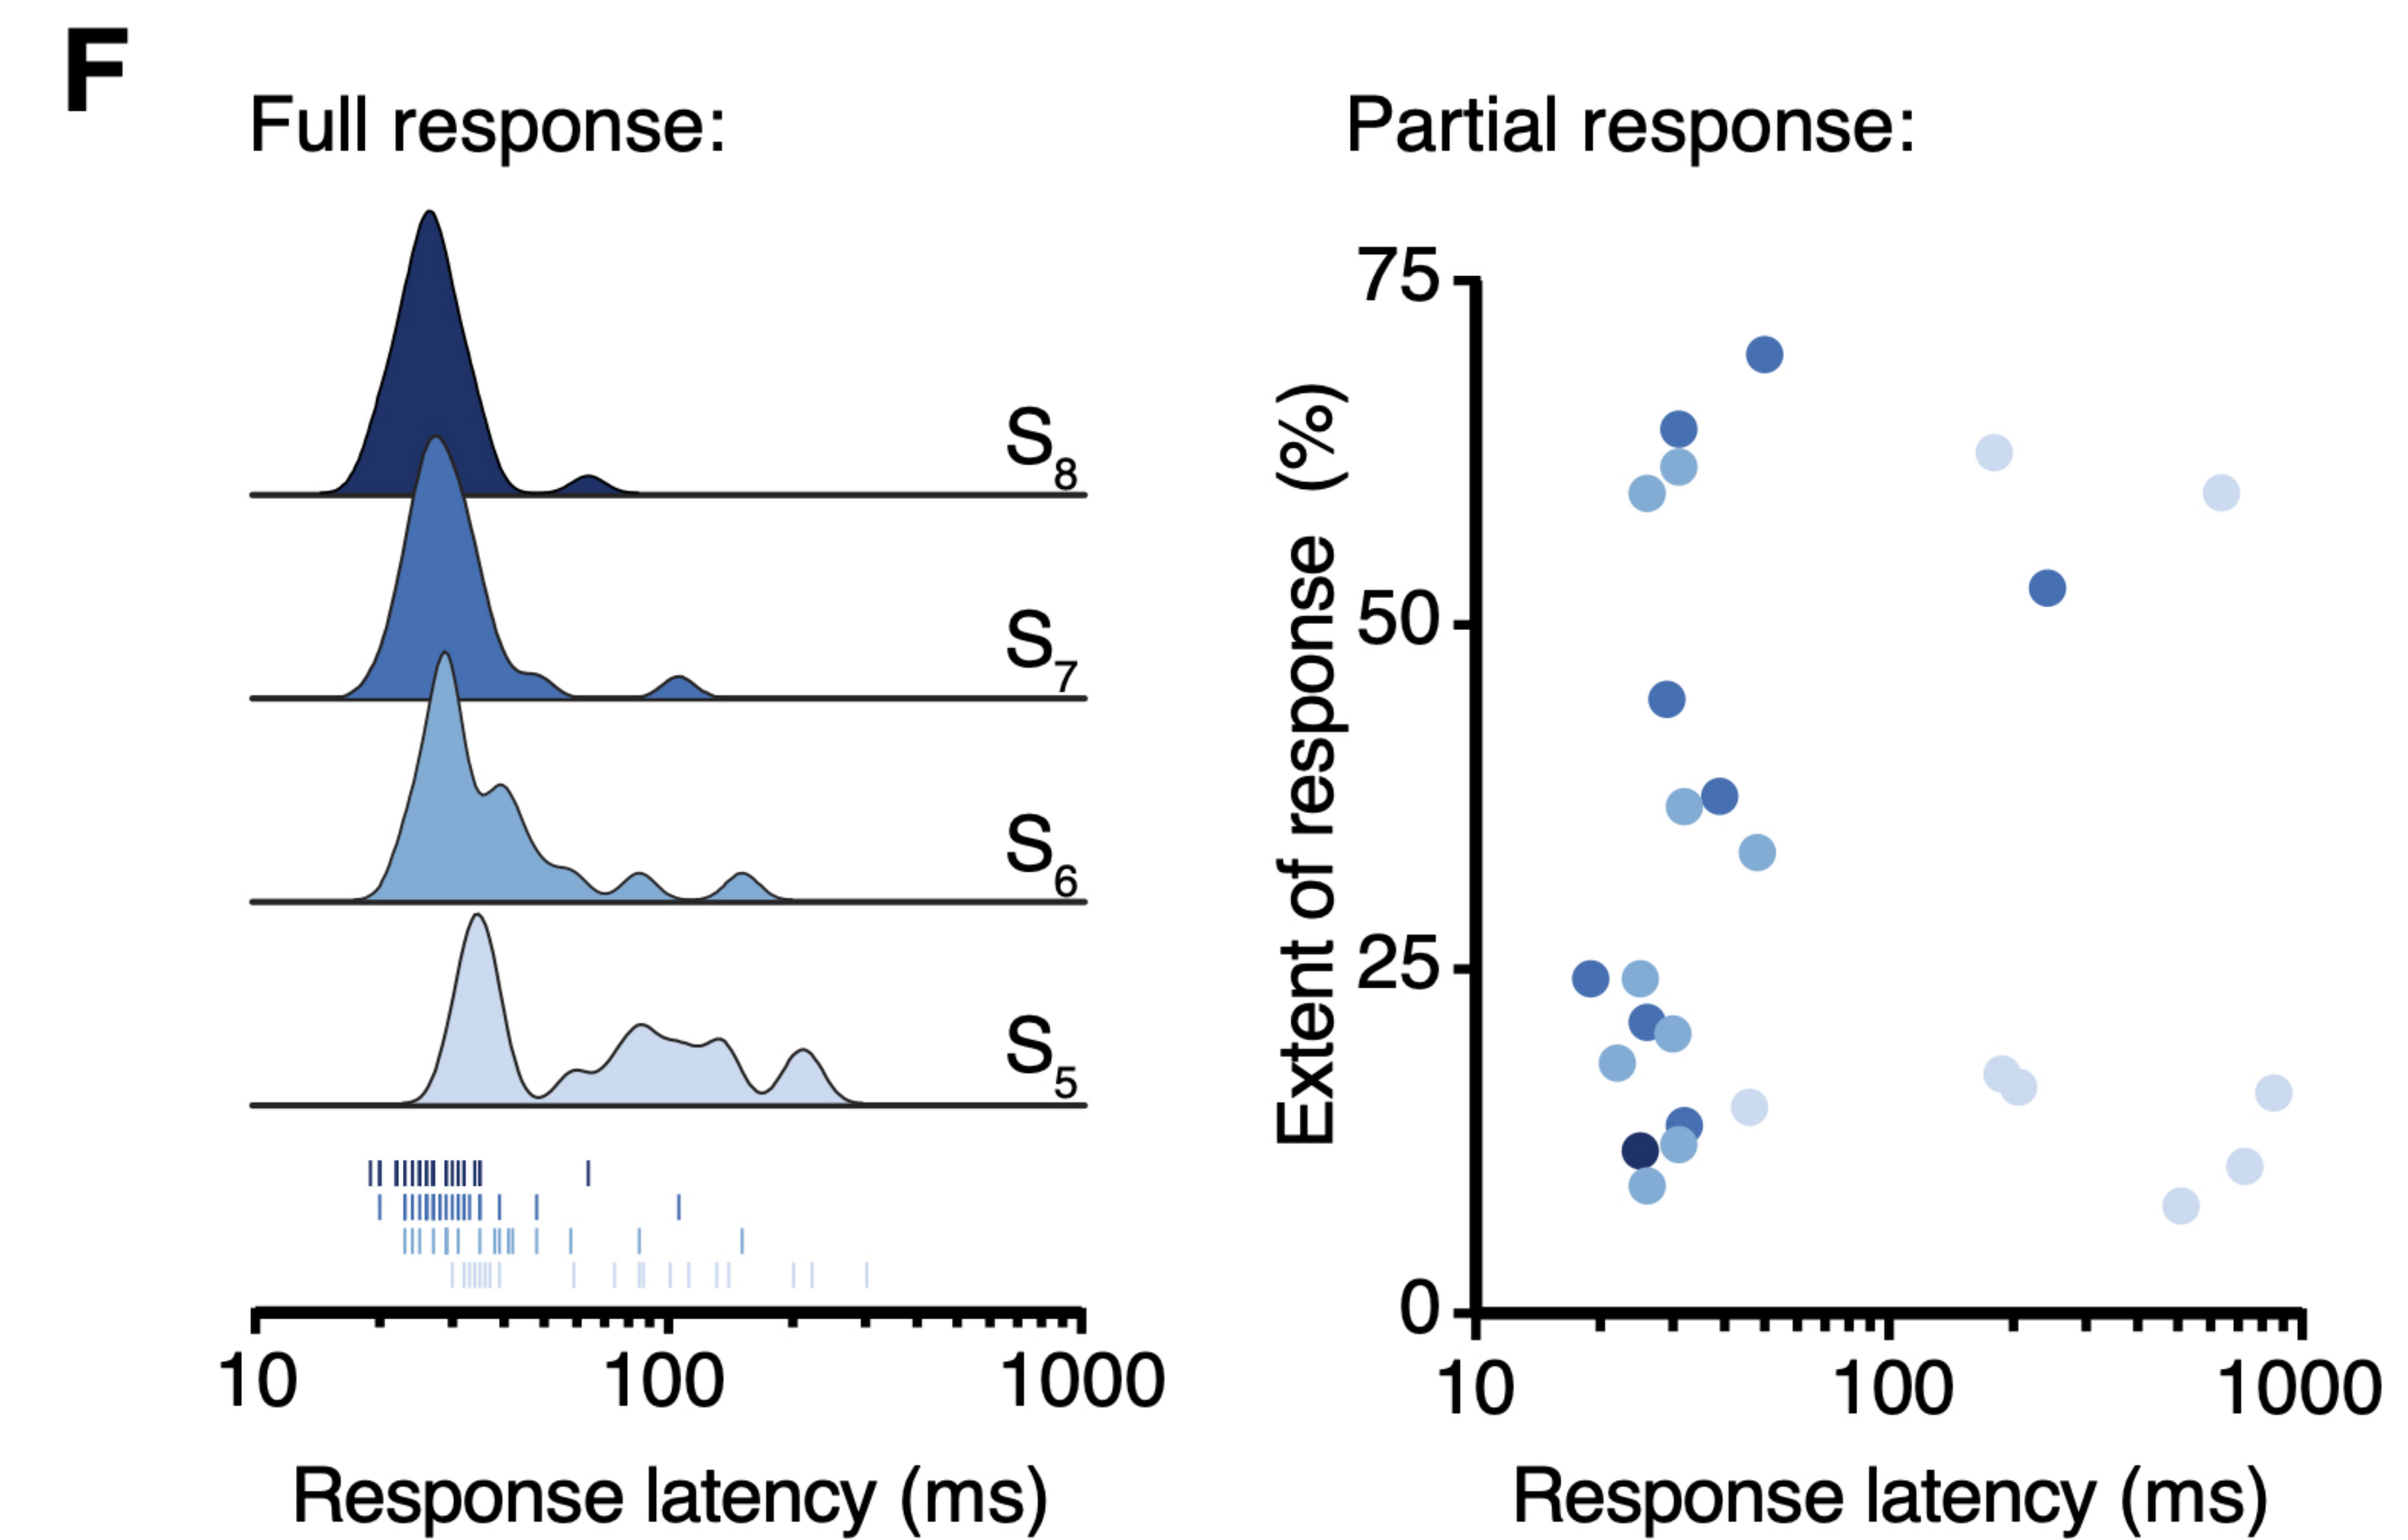 F
Full response:
S8
S7
S6
S5
10 100 1000
Response latency (ms)
Partial response:
Extent of response (%)
75
50
25
0
10 100 1000
Response latency (ms)